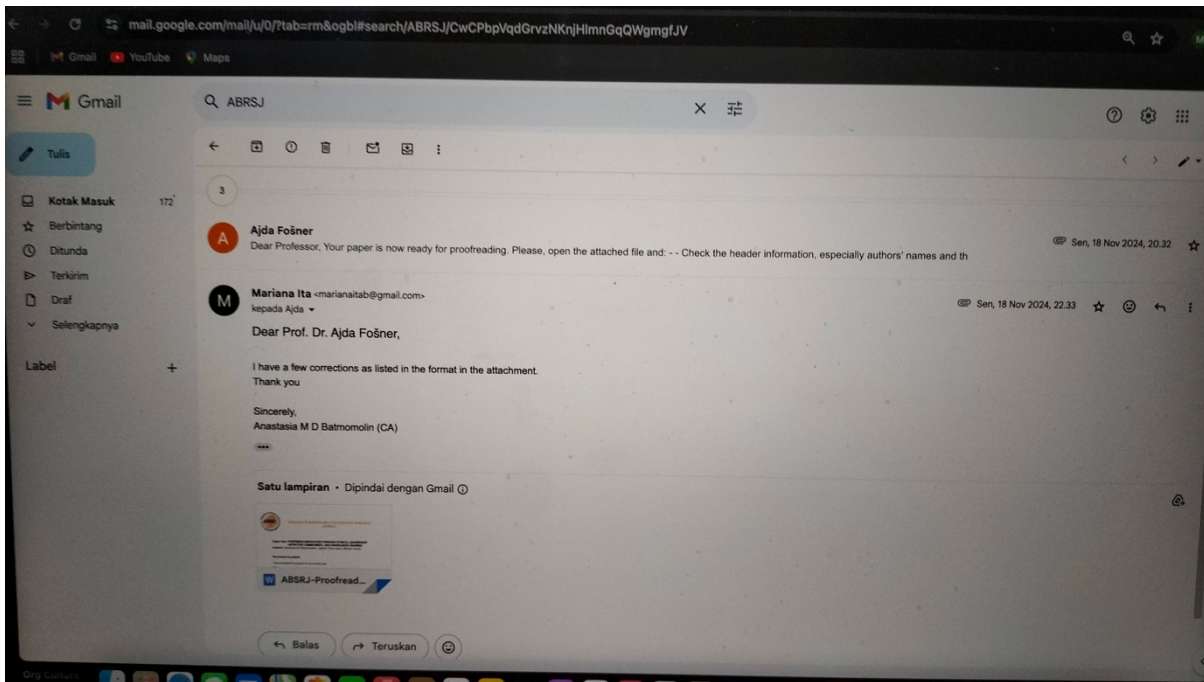 mail.google.com/mail/u/0/?tab=rm&ogbl#search/ABRSJ/CwCPbpVqdGrvzNKnjHlmnGqQWgmgfJV
M
Gmail YouTube Maps
Gmail
ABRSJ
Tulis
3
Kotak Masuk 172
Berbintang
Ditunda
Terkirim
Draf
Selengkapnya
Label +
A
Ajda Fošner
Dear Professor, Your paper is now ready for proofreading. Please, open the attached file and: - - Check the header information, especially authors' names and th
Sen, 18 Nov 2024, 20.32
M
Mariana Ita <marianaitab@gmail.com>
Sen, 18 Nov 2024, 22.33
kepada Ajda
Dear Prof. Dr. Ajda Fošner,
I have a few corrections as listed in the format in the attachment.
Thank you
Sincerely,
Anastasia M D Batmomolin (CA)
Satu lampiran • Dipindai dengan Gmail
W ABSRJ-Proofread...
Balas Teruskan
Org Culture